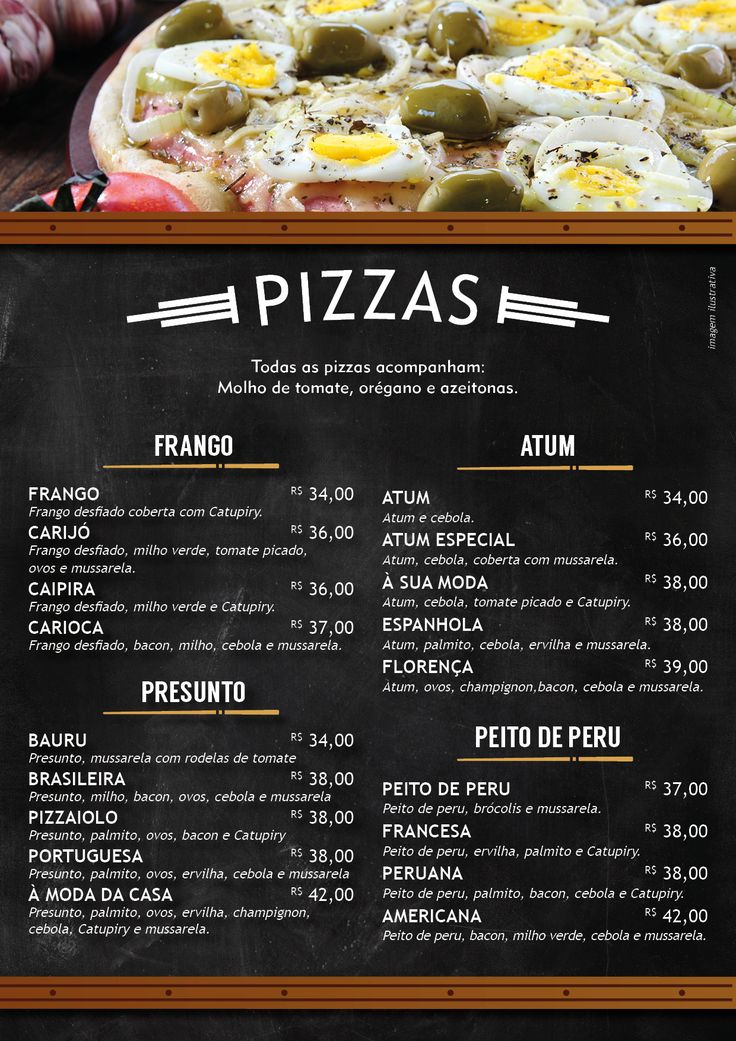 PIZZAS
imagem ilustrativa
Todas as pizzas acompanham:
Molho de tomate, orégano e azeitonas.
FRANGO
FRANGO R$ 34,00
Frango desfiado coberta com Catupiry.
CARIJÓ R$ 36,00
Frango desfiado, milho verde, tomate picado,
ovos e mussarela.
CAIPIRA R$ 36,00
Frango desfiado, milho verde e Catupiry.
CARIOCA R$ 37,00
Frango desfiado, bacon, milho, cebola e mussarela.
PRESUNTO
BAURU R$ 34,00
Presunto, mussarela com rodelas de tomate
BRASILEIRA R$ 38,00
Presunto, milho, bacon, ovos, cebola e mussarela
PIZZAIOLO R$ 38,00
Presunto, palmito, ovos, bacon e Catupiry
PORTUGUESA R$ 38,00
Presunto, palmito, ovos, ervilha, cebola e mussarela
À MODA DA CASA R$ 42,00
Presunto, palmito, ovos, ervilha, champignon,
cebola, Catupiry e mussarela.
ATUM
ATUM R$ 34,00
Atum e cebola.
ATUM ESPECIAL R$ 36,00
Atum, cebola, coberta com mussarela.
À SUA MODA R$ 38,00
Atum, cebola, tomate picado e Catupiry.
ESPANHOLA R$ 38,00
Atum, palmito, cebola, ervilha e mussarela.
FLORENÇA R$ 39,00
Atum, ovos, champignon,bacon, cebola e mussarela.
PEITO DE PERU
PEITO DE PERU R$ 37,00
Peito de peru, brócolis e mussarela.
FRANCESA R$ 38,00
Peito de peru, ervilha, palmito e Catupiry.
PERUANA R$ 38,00
Peito de peru, palmito, bacon, cebola e Catupiry.
AMERICANA R$ 42,00
Peito de peru, bacon, milho verde, cebola e mussarela.